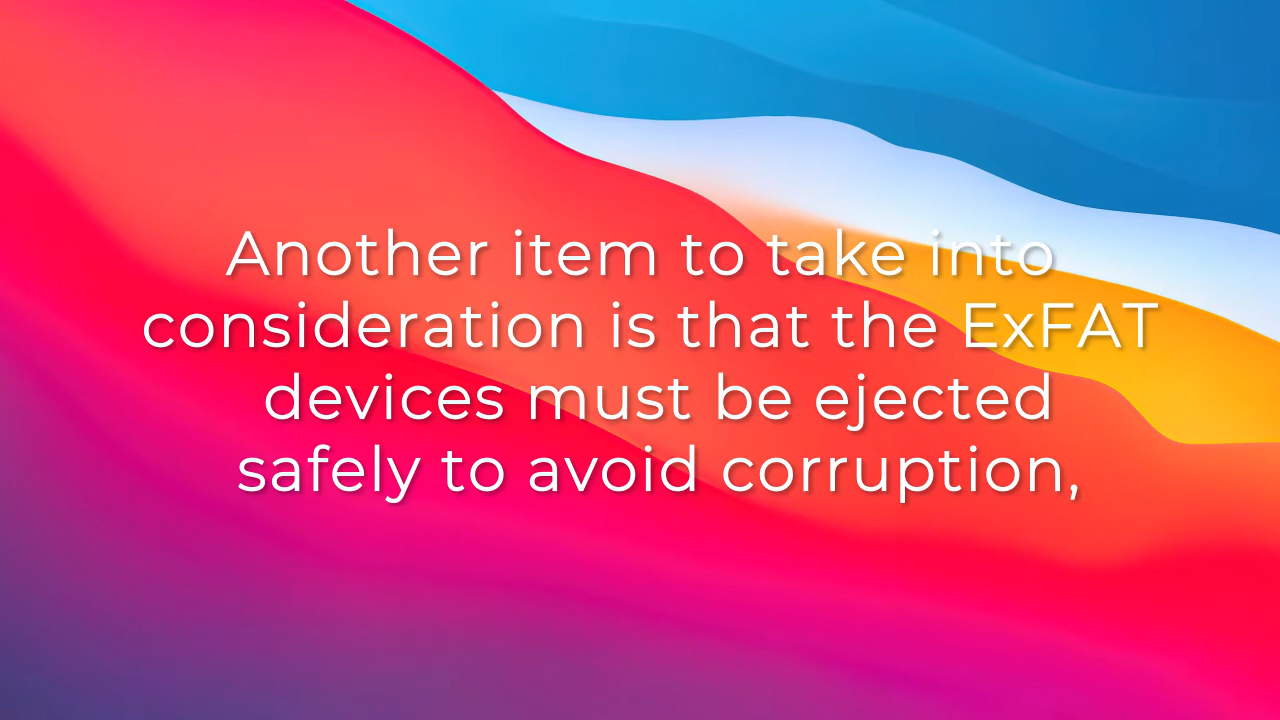 Another item to take into
consideration is that the ExFAT
devices must be ejected
safely to avoid corruption,